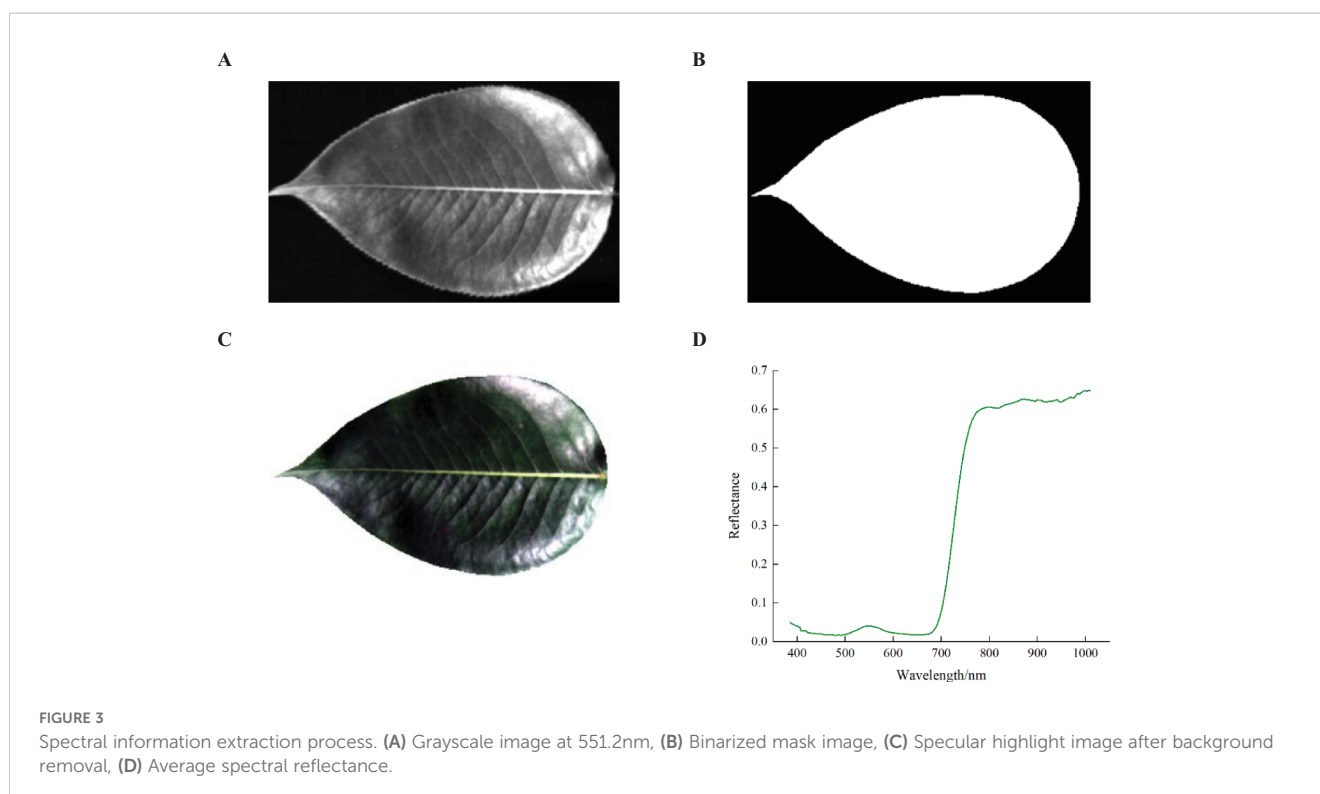 A
B
C
D
0.7
0.6
0.5
0.4
0.3
0.2
0.1
0.0
Reflectance
400 500 600 700 800 900 1000
Wavelength/nm
FIGURE 3
Spectral information extraction process. (A) Grayscale image at 551.2nm, (B) Binarized mask image, (C) Specular highlight image after background
removal, (D) Average spectral reflectance.